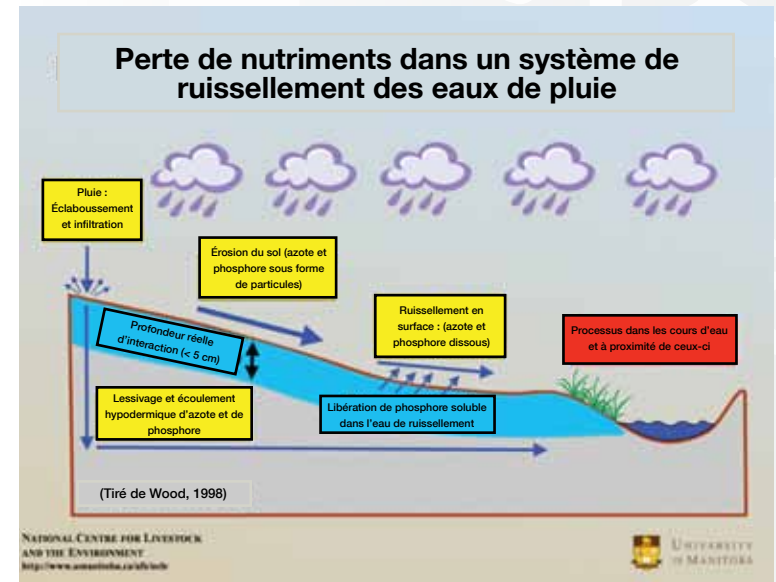 Perte de nutriments dans un système de
ruissellement des eaux de pluie
Pluie :
Éclaboussement
et infiltration
Érosion du sol (azote et
phosphore sous forme
de particules)
Ruissellement en
surface : (azote et
phosphore dissous)
Processus dans les cours d'eau
et à proximité de ceux-ci
Profondeur réelle
d'interaction (< 5 cm)
Lessivage et écoulement
hypodermique d'azote et de
phosphore
Libération de phosphore soluble
dans l'eau de ruissellement
(Tiré de Wood, 1998)
NATIONAL CENTRE FOR LIVESTOCK
AND THE ENVIRONMENT
UNIVERSITY
OF MANITOBA